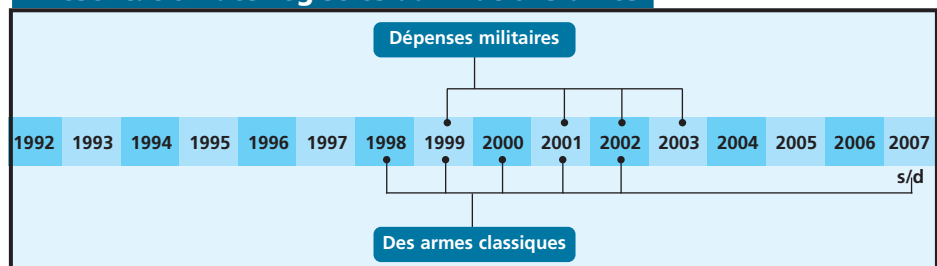 Dépenses militaires
1992 1993 1994 1995 1996 1997 1998 1999 2000 2001 2002 2003 2004 2005 2006 2007
s/d
Des armes classiques